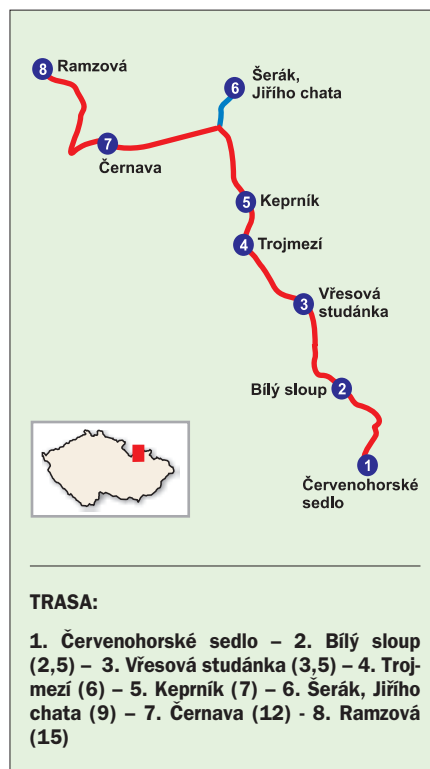 8 Ramzová
6 Šerák,
Jiřího chata
7
Černava
5 Keprník
4 Trojmezí
3 Vřesová
studánka
Bílý sloup 2
1
Červenohorské
sedlo
TRASA:
1. Červenohorské sedlo – 2. Bílý sloup
(2,5) – 3. Vřesová studánka (3,5) – 4. Troj-
mezí (6) – 5. Keprník (7) – 6. Šerák, Jiřího
chata (9) – 7. Černava (12) - 8. Ramzová
(15)